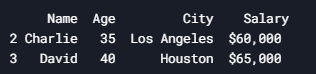 Name Age City Salary
2 Charlie 35 Los Angeles $60,000
3 David 40 Houston $65,000